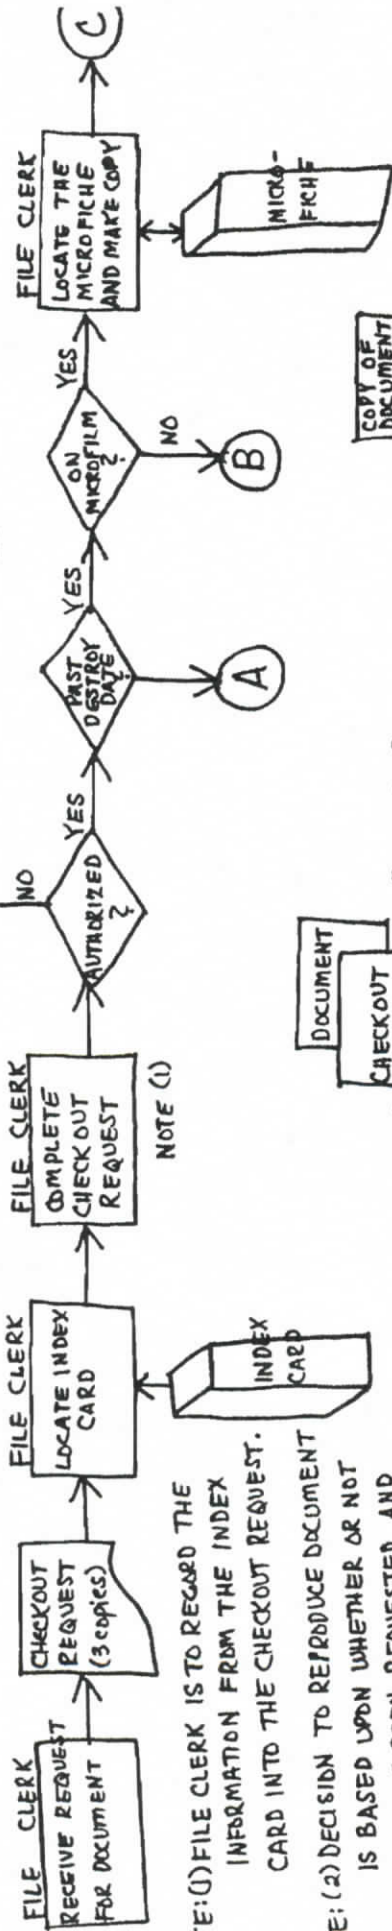 FILE CLERK
RECEIVE REQUEST
FOR DOCUMENT
CHECKOUT
REQUEST
(3 copies)
FILE CLERK
LOCATE INDEX
CARD
INDEX
CARD
FILE CLERK
COMPLETE
CHECKOUT
REQUEST
NOTE (1)
AUTHORIZED
?
NO
YES
PAST
DESTROY
DATE?
YES
A
ON
MICROFILM
?
YES
NO
B
FILE CLERK
LOCATE THE
MICROFICHE
AND MAKE COPY
MICRO-
FICHE
C
TE: (1) FILE CLERK IS TO RECORD THE
INFORMATION FROM THE INDEX
CARD INTO THE CHECKOUT REQUEST.
E: (2) DECISION TO REPRODUCE DOCUMENT
IS BASED UPON WHETHER OR NOT
REQUESTED AND
DOCUMENT
CHECKOUT
COPY OF
DOCUMENT